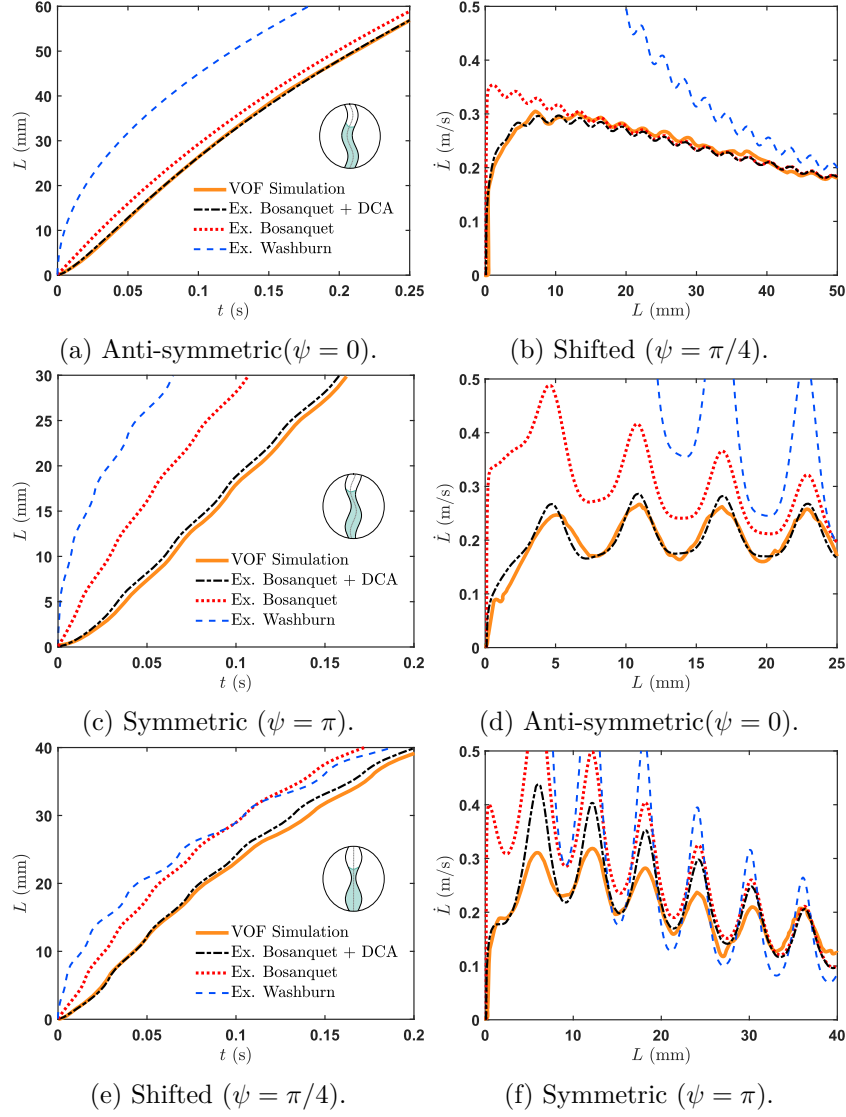 60
50
40
30
20
10
0
L (mm)
0
0.05
0.1
0.15
0.2
0.25
t (s)
VOF Simulation
Ex. Bosanquet + DCA
Ex. Bosanquet
Ex. Washburn
0.5
0.4
0.3
0.2
0.1
0
L̇ (m/s)
0
10
20
30
40
50
L (mm)
(a) Anti-symmetric(ψ = 0).
(b) Shifted (ψ = π/4).
30
25
20
15
10
5
0
L (mm)
0
0.05
0.1
0.15
0.2
t (s)
VOF Simulation
Ex. Bosanquet + DCA
Ex. Bosanquet
Ex. Washburn
0.5
0.4
0.3
0.2
0.1
0
L̇ (m/s)
0
5
10
15
20
25
L (mm)
(c) Symmetric (ψ = π).
(d) Anti-symmetric(ψ = 0).
40
30
20
10
0
L (mm)
0
0.05
0.1
0.15
0.2
t (s)
VOF Simulation
Ex. Bosanquet + DCA
Ex. Bosanquet
Ex. Washburn
0.5
0.4
0.3
0.2
0.1
0
L̇ (m/s)
0
10
20
30
40
L (mm)
(e) Shifted (ψ = π/4).
(f) Symmetric (ψ = π).